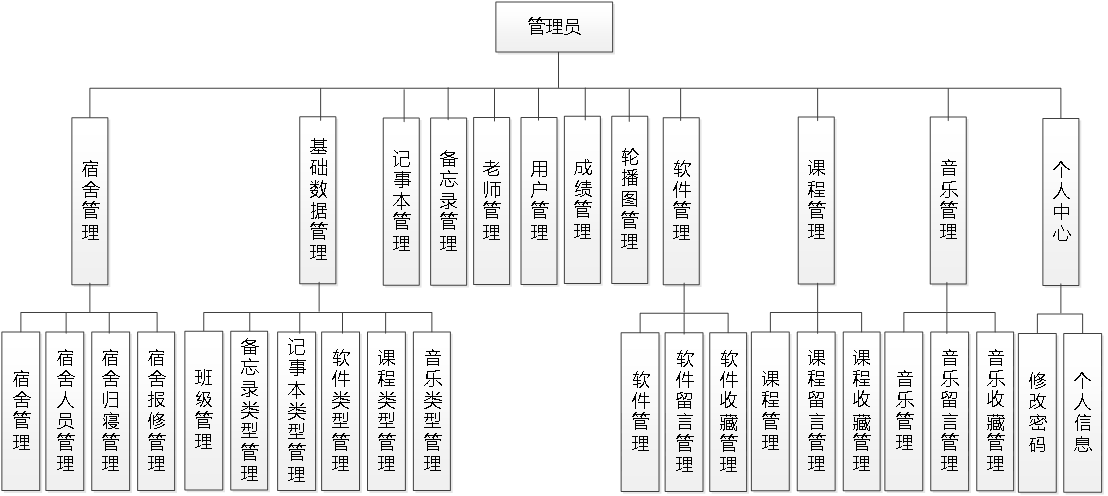 管理员
宿舍管理
基础数据管理
记事本管理
备忘录管理
老师管理
用户管理
成绩管理
轮播图管理
软件管理
课程管理
音乐管理
个人中心
宿舍管理
宿舍人员管理
宿舍归寝管理
宿舍报修管理
班级管理
备忘录类型管理
记事本类型管理
软件类型管理
课程类型管理
音乐类型管理
软件管理
软件留言管理
软件收藏管理
课程管理
课程留言管理
课程收藏管理
音乐管理
音乐留言管理
音乐收藏管理
修改密码
个人信息